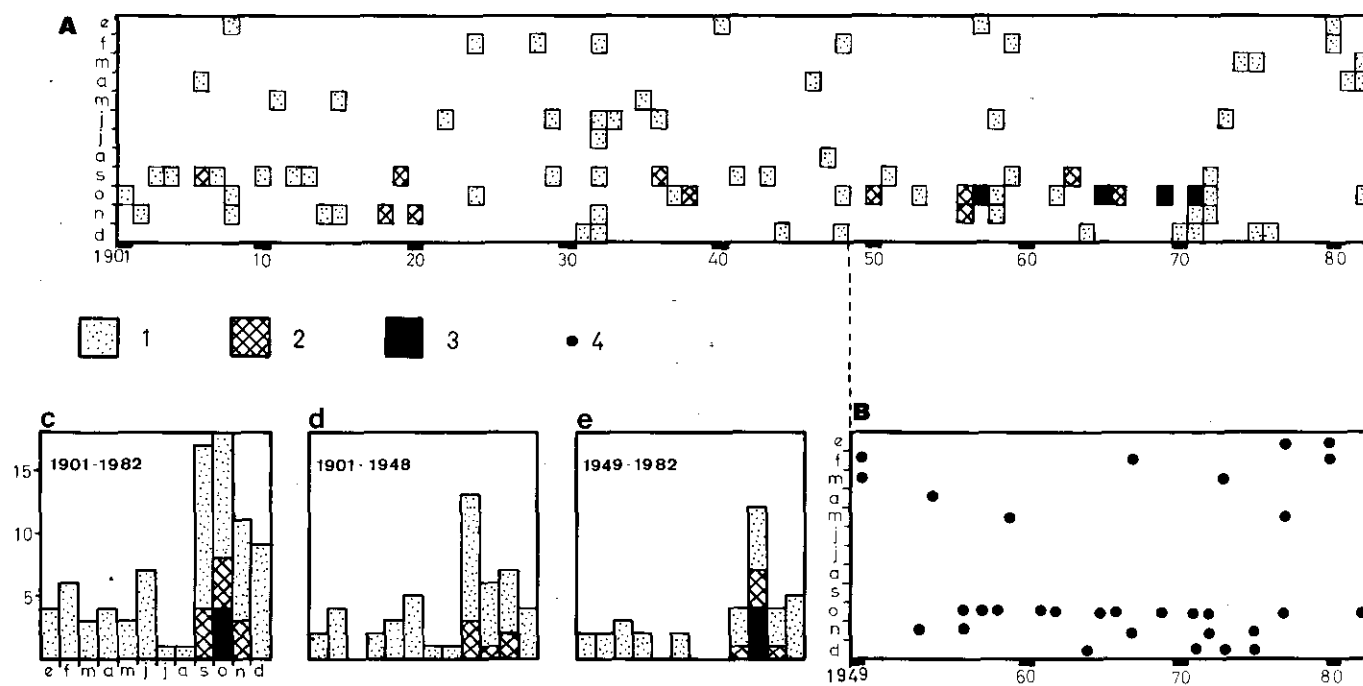 A
e
f
m
a
m
j
j
a
s
o
n
d
1901 10 20 30 40 50 60 70 80
1 2 3 4
c
1901-1982
15
10
5
e f m a m j j a s o n d
d
1901-1948
e
1949-1982
B
e
f
m
a
m
j
j
a
s
o
n
d
1949 60 70 80